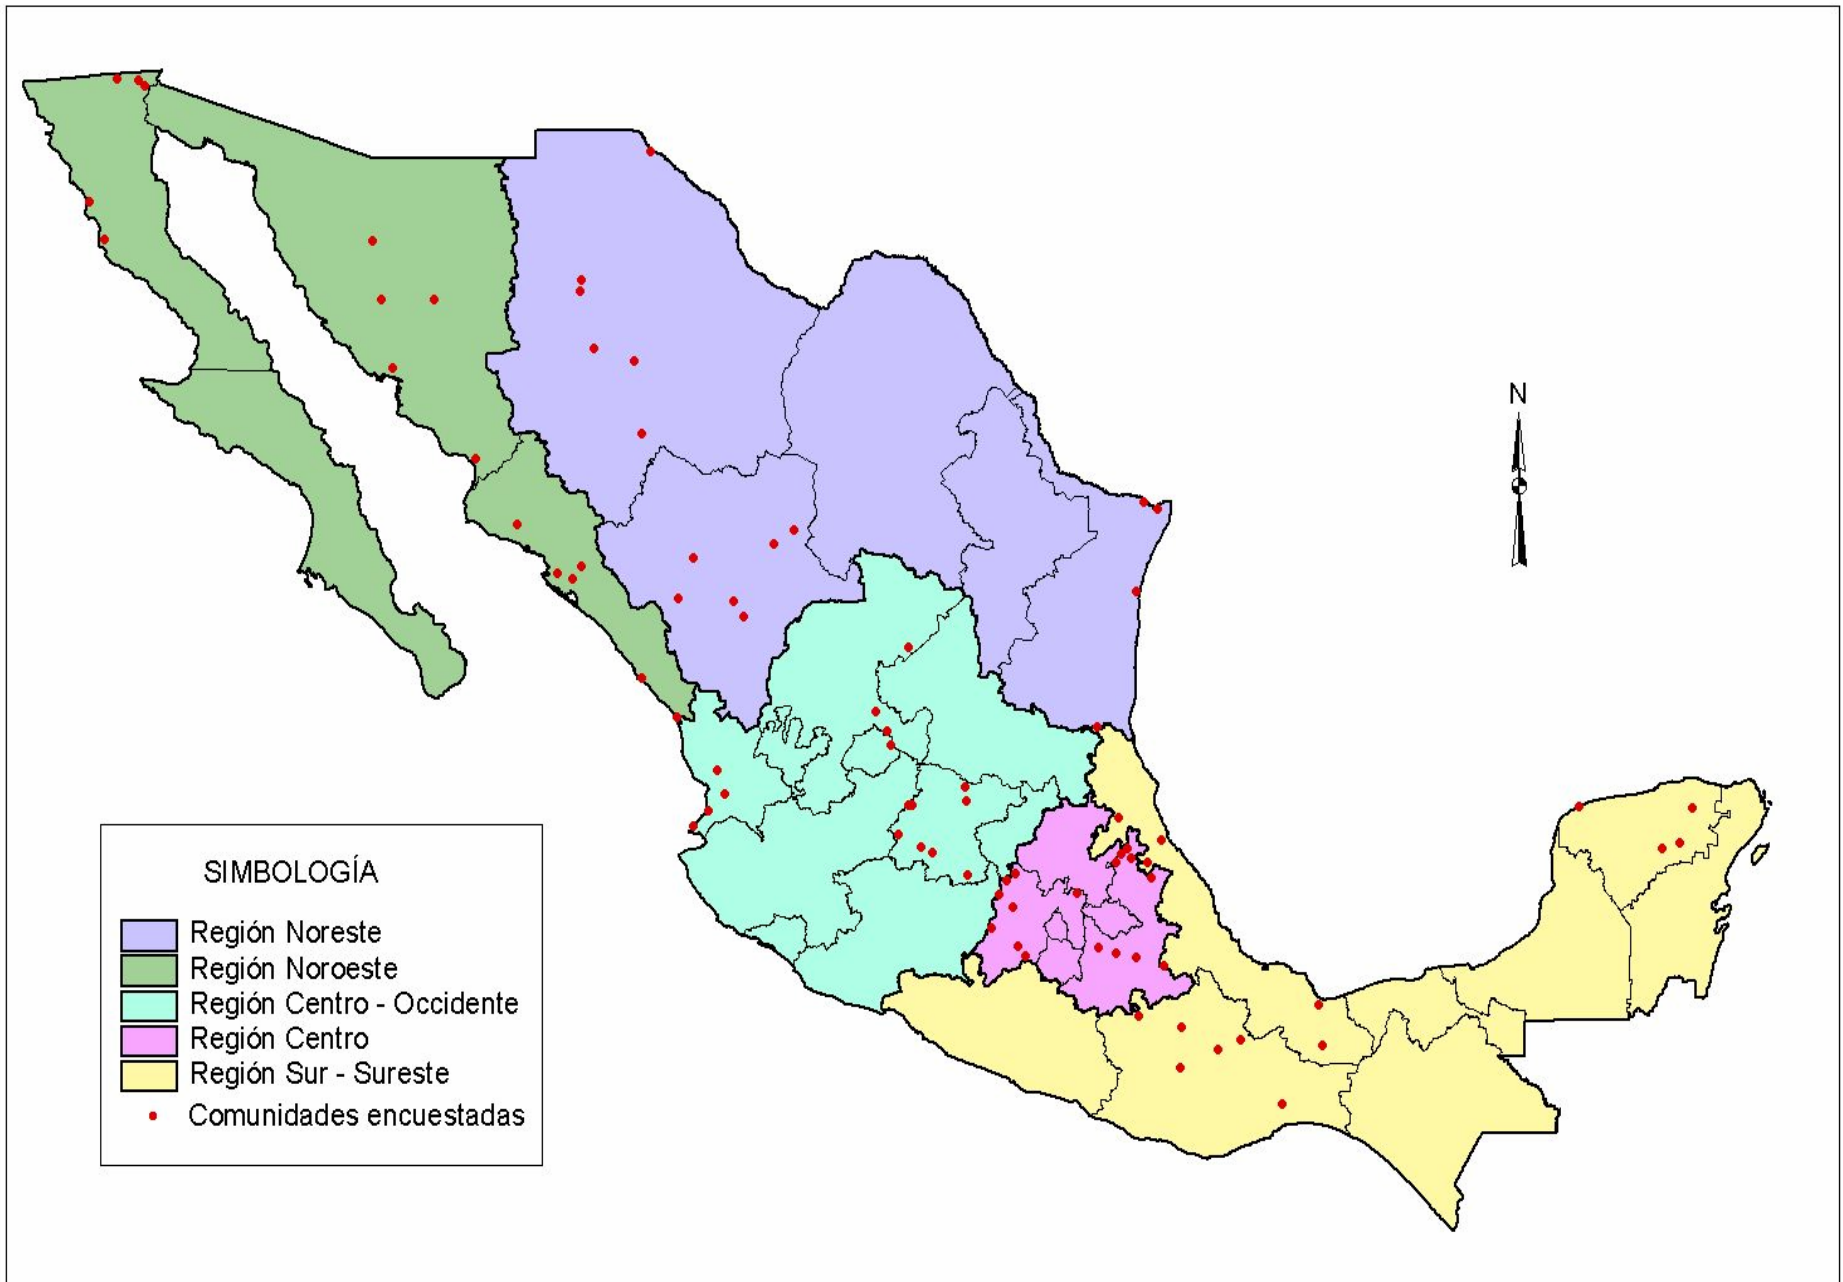 N
SIMBOLOGÍA
Región Noreste
Región Noroeste
Región Centro - Occidente
Región Centro
Región Sur - Sureste
Comunidades encuestadas